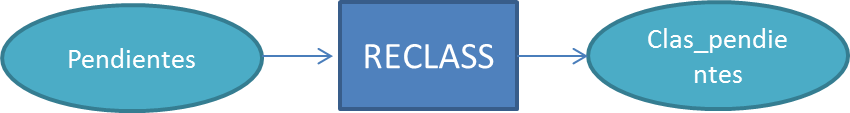 Pendientes
RECLASS
Clas_pendie
ntes